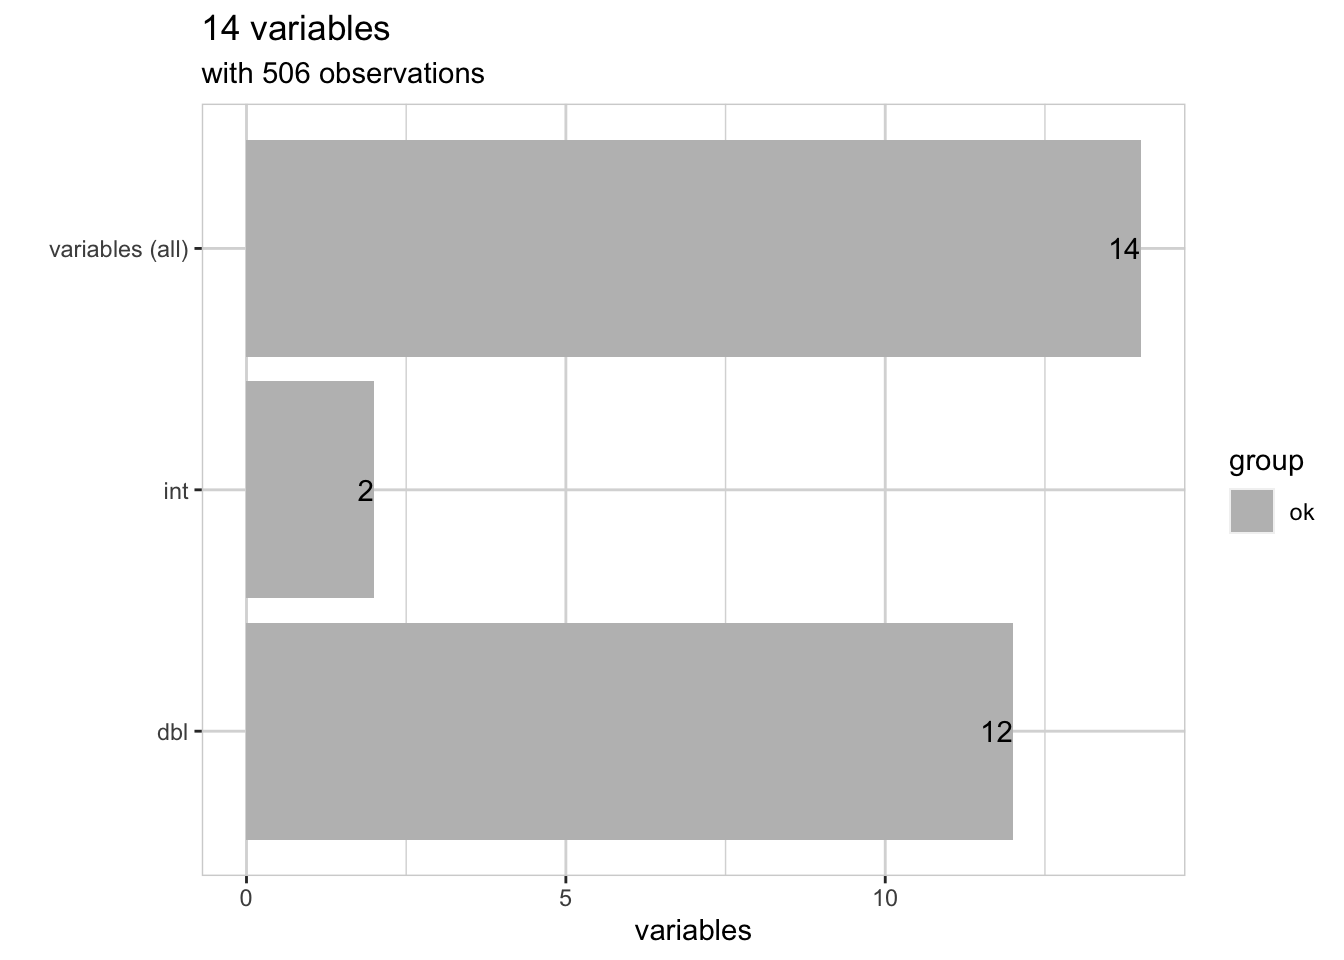 14 variables
with 506 observations
variables (all)
14
int
2
dbl
12
0
5
10
variables
group
ok